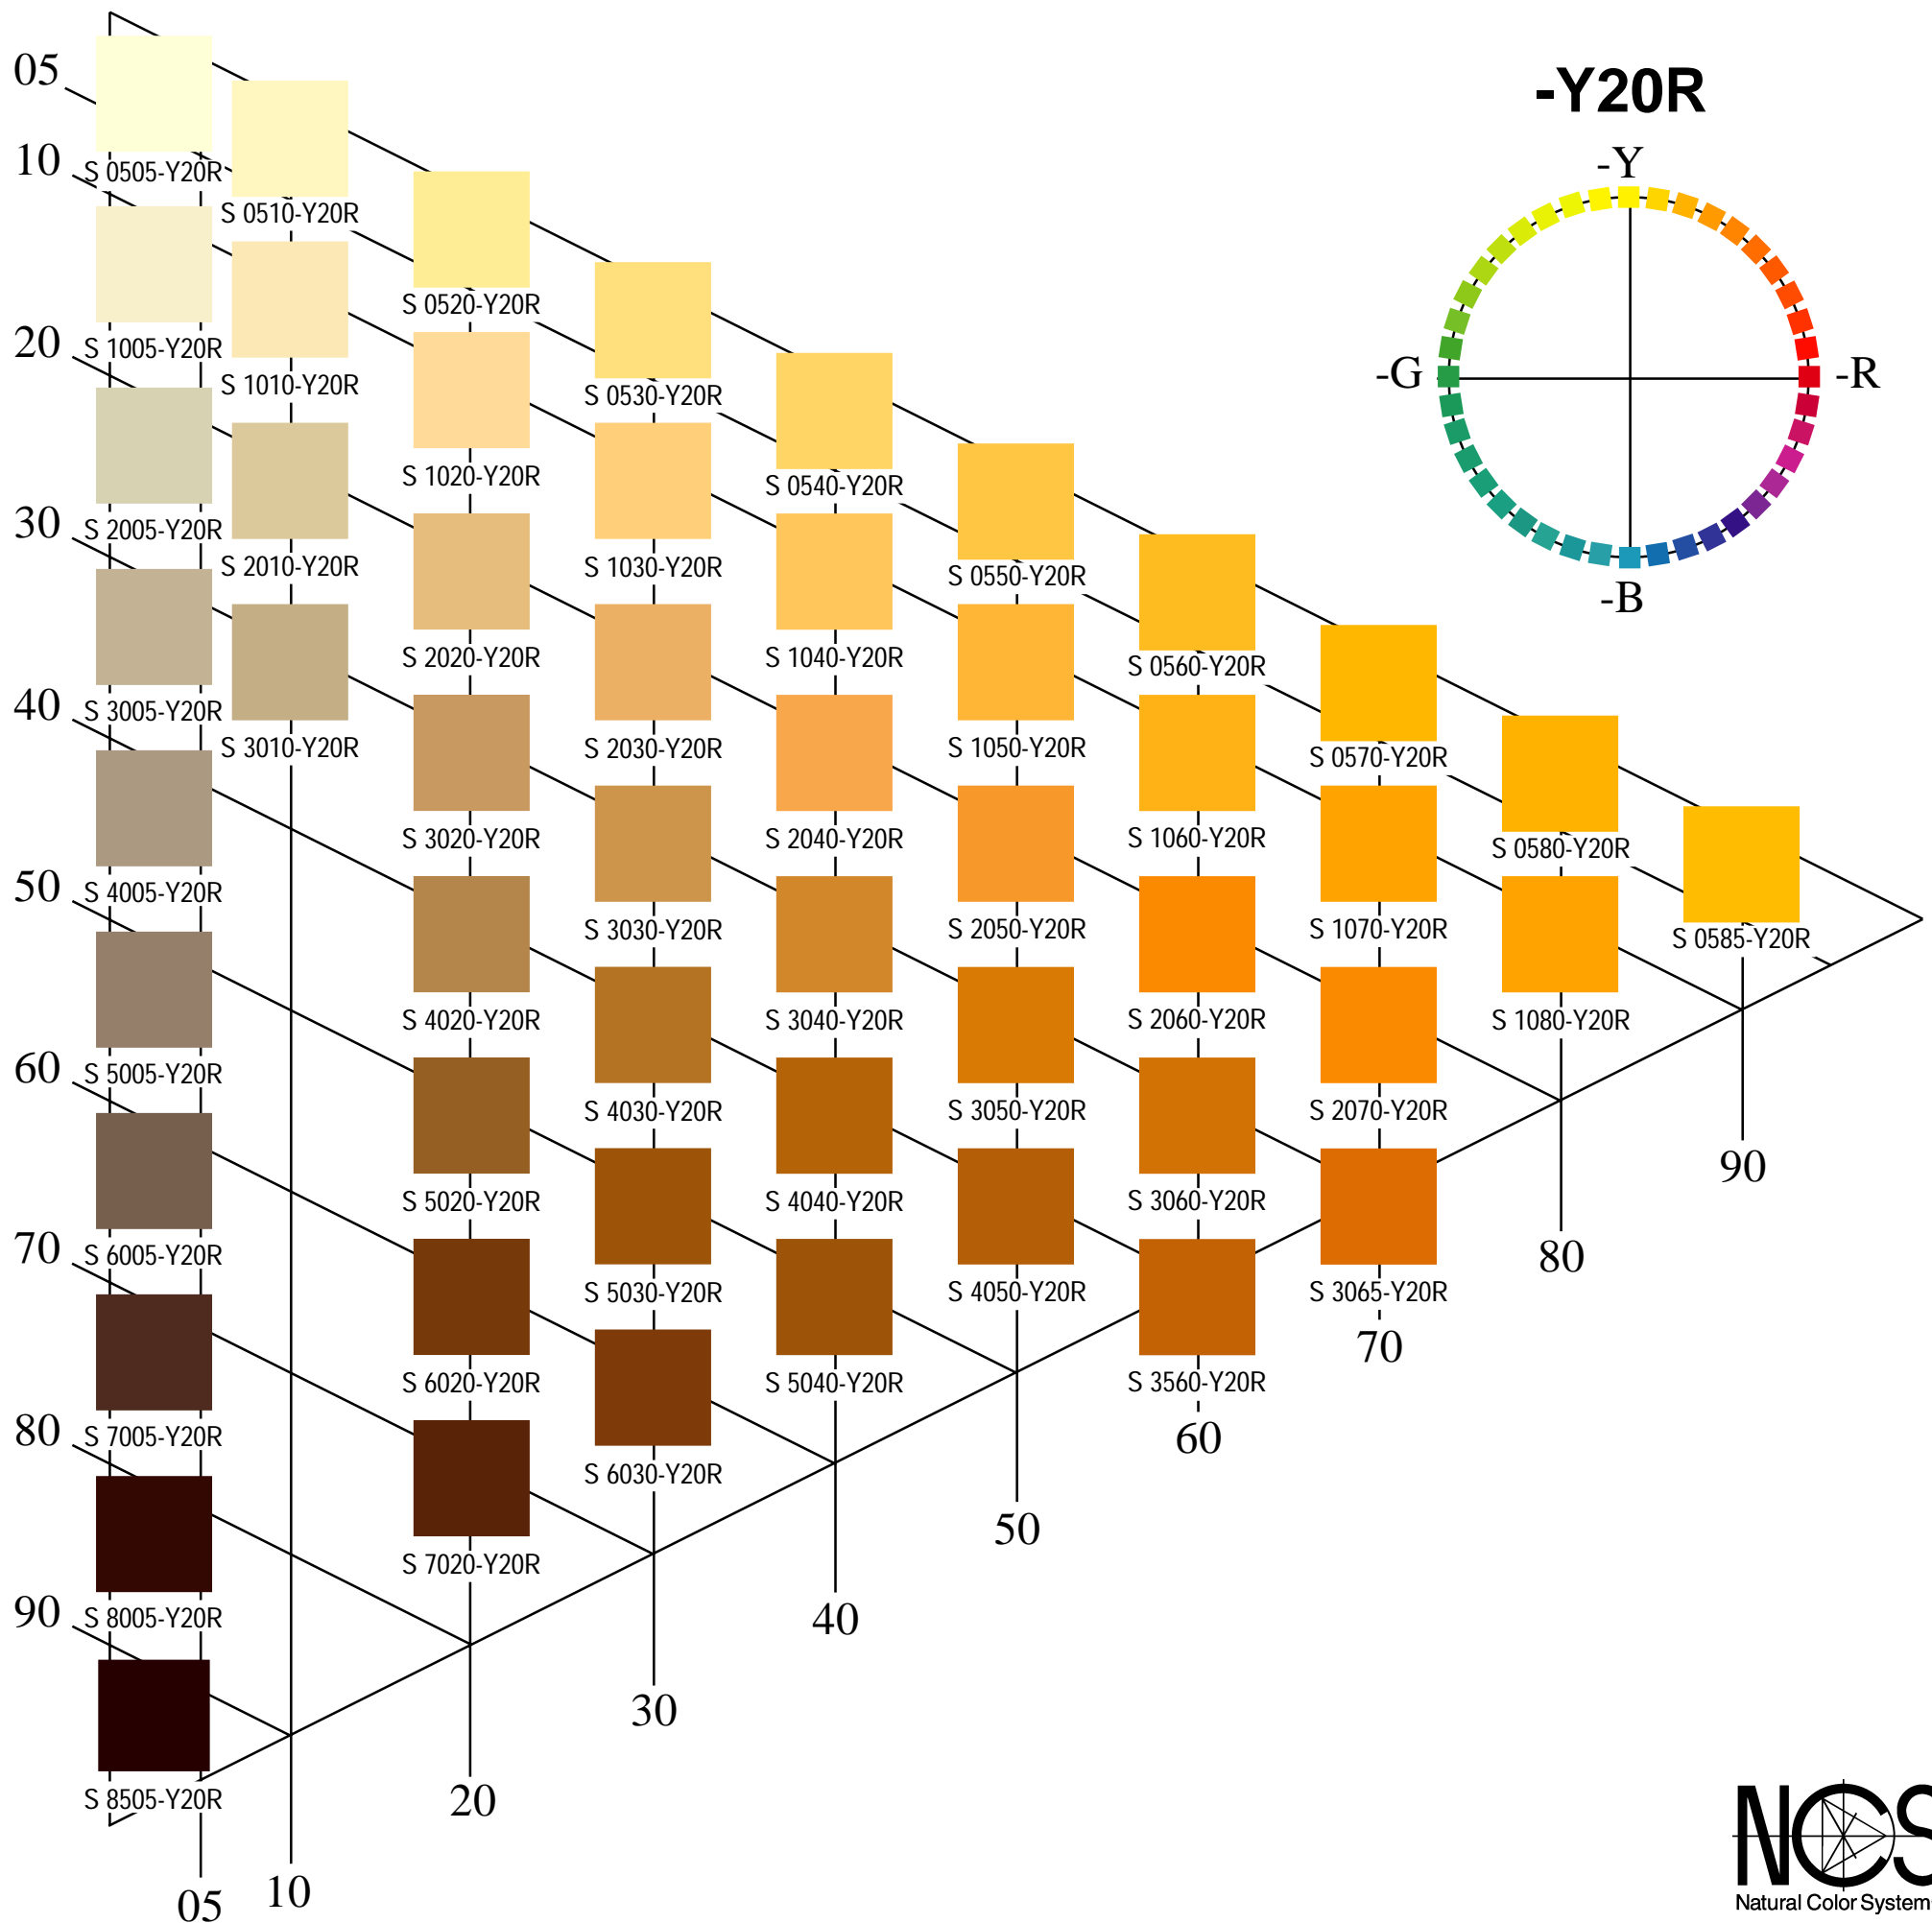 -Y20R
-Y
-G
-R
-B
05
10
20
30
40
50
60
70
80
90
S 0505-Y20R
S 1005-Y20R
S 2005-Y20R
S 3005-Y20R
S 4005-Y20R
S 5005-Y20R
S 6005-Y20R
S 7005-Y20R
S 8005-Y20R
S 8505-Y20R
S 0510-Y20R
S 1010-Y20R
S 2010-Y20R
S 3010-Y20R
S 0520-Y20R
S 1020-Y20R
S 2020-Y20R
S 3020-Y20R
S 4020-Y20R
S 5020-Y20R
S 6020-Y20R
S 7020-Y20R
S 0530-Y20R
S 1030-Y20R
S 2030-Y20R
S 3030-Y20R
S 4030-Y20R
S 5030-Y20R
S 6030-Y20R
S 0540-Y20R
S 1040-Y20R
S 2040-Y20R
S 3040-Y20R
S 4040-Y20R
S 5040-Y20R
S 0550-Y20R
S 1050-Y20R
S 2050-Y20R
S 3050-Y20R
S 4050-Y20R
S 0560-Y20R
S 1060-Y20R
S 2060-Y20R
S 3060-Y20R
S 3560-Y20R
S 0570-Y20R
S 1070-Y20R
S 2070-Y20R
S 3065-Y20R
S 0580-Y20R
S 1080-Y20R
S 0585-Y20R
05
10
20
30
40
50
60
70
80
90
NCS
Natural Color System